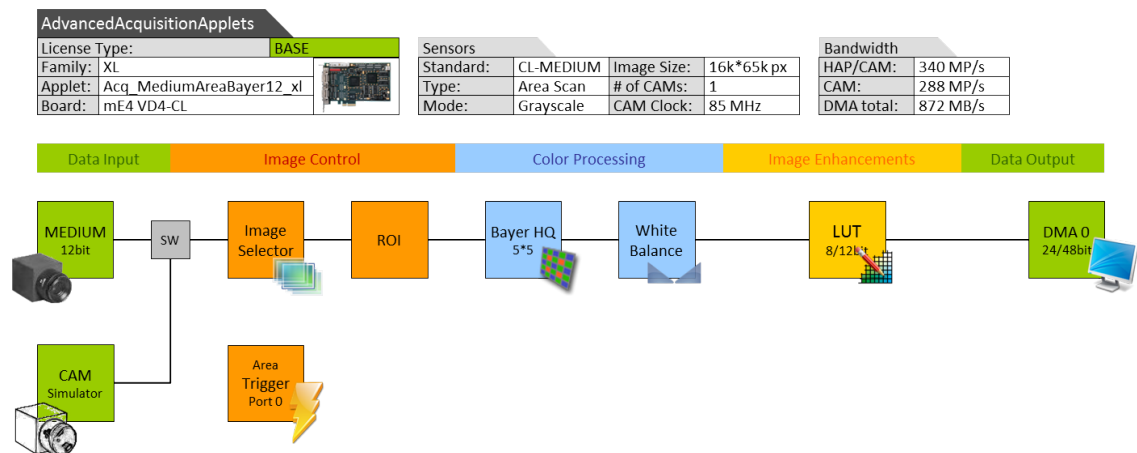 AdvancedAcquisitionApplets
License Type: BASE
Family: XL
Applet: Acq_MediumAreaBayer12_xl
Board: mE4 VD4-CL
Sensors
Standard: CL-MEDIUM Image Size: 16k*65k px
Type: Area Scan # of CAMs: 1
Mode: Grayscale CAM Clock: 85 MHz
Bandwidth
HAP/CAM: 340 MP/s
CAM: 288 MP/s
DMA total: 872 MB/s
Data Input Image Control Color Processing Image Enhancements Data Output
MEDIUM
12bit
SW
Image
Selector
ROI
Bayer HQ
5*5
White
Balance
LUT
8/12bit
DMA 0
24/48bit
CAM
Simulator
Area
Trigger
Port 0